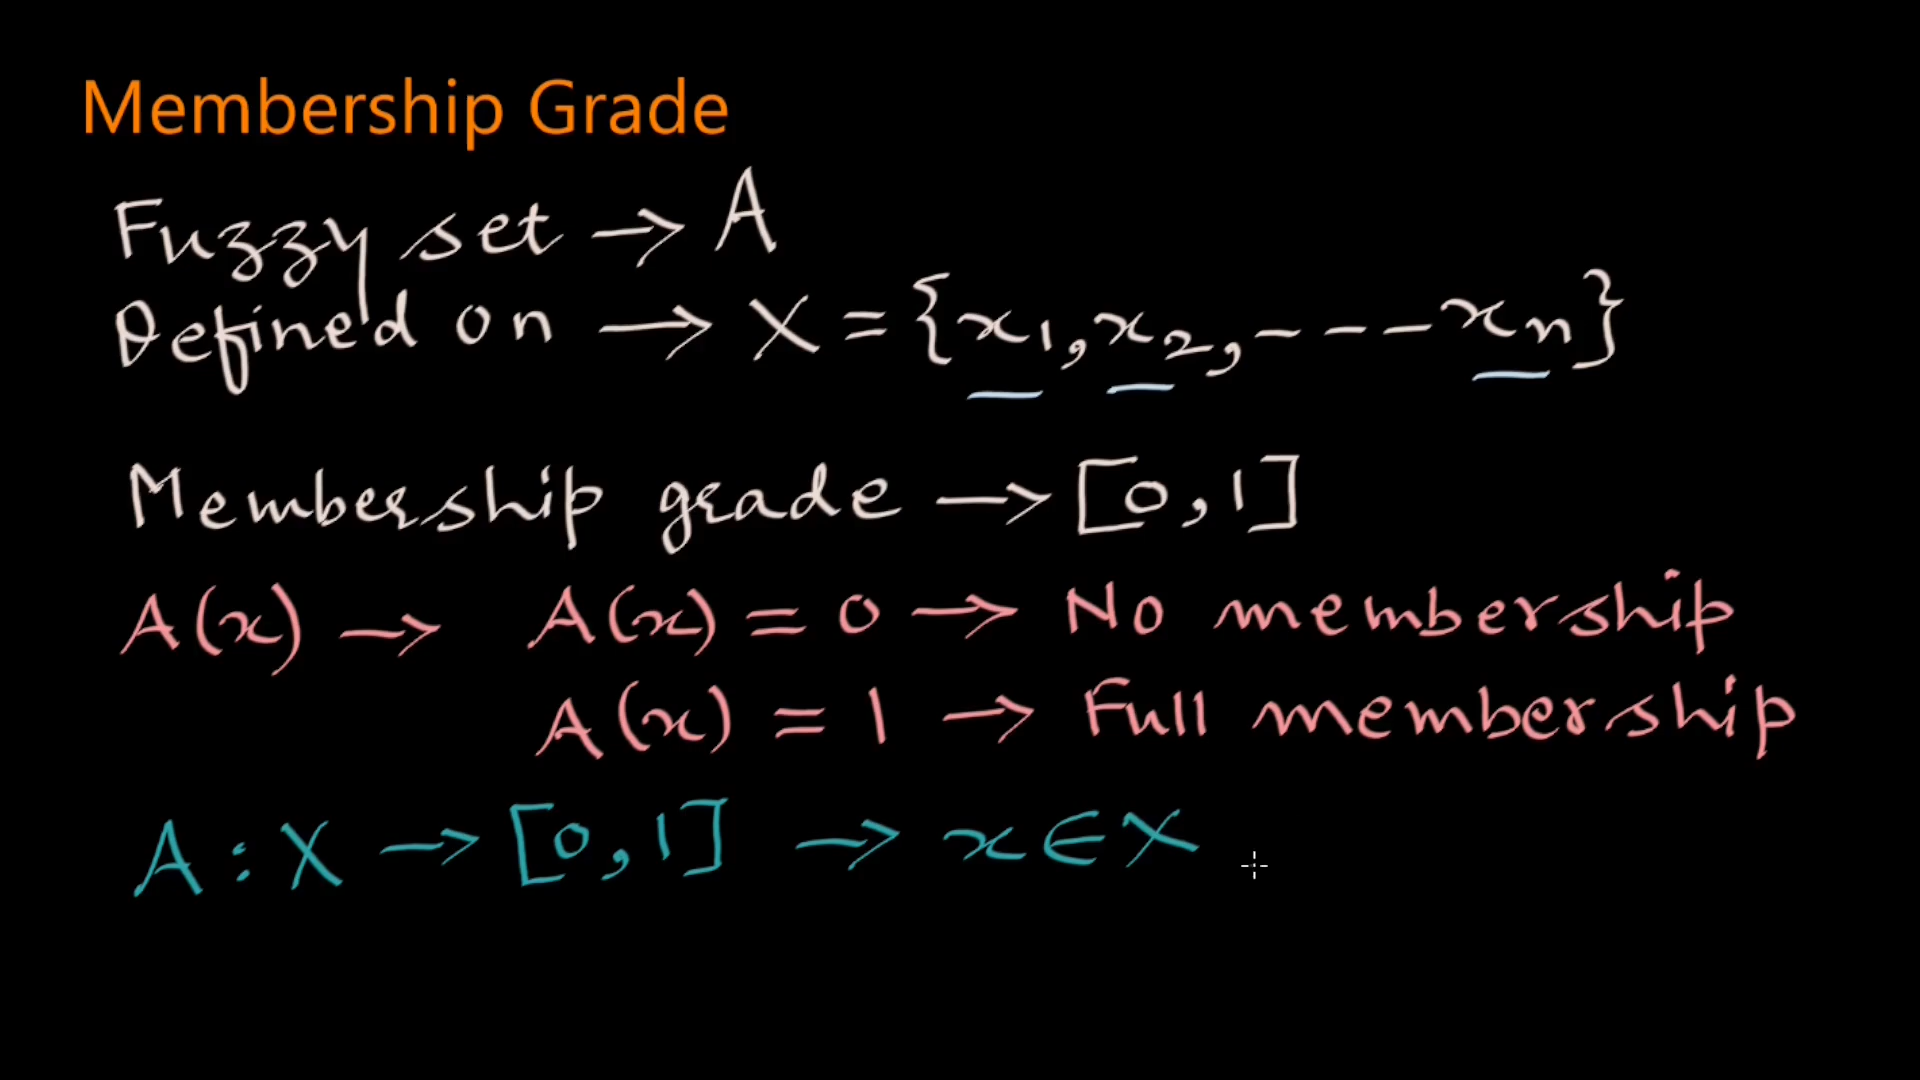 Membership Grade
Fuzzy set → A
Defined on → X = {x1, x2, - - - xn}
Membership grade → [0, 1]
A(x) → A(x) = 0 → No membership
A(x) = 1 → Full membership
A : X → [0, 1] → x ∈ X